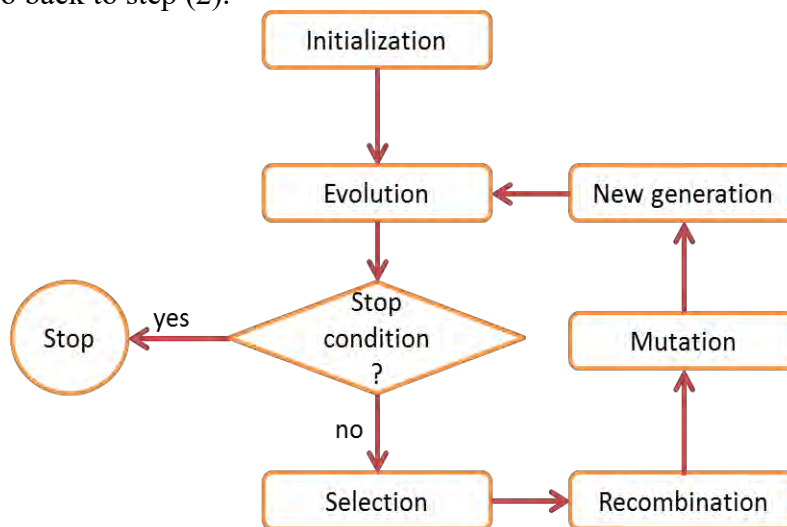 back to step (2).
Initialization
Evolution
New generation
Stop
condition
?
yes
Stop
Mutation
no
Selection
Recombination